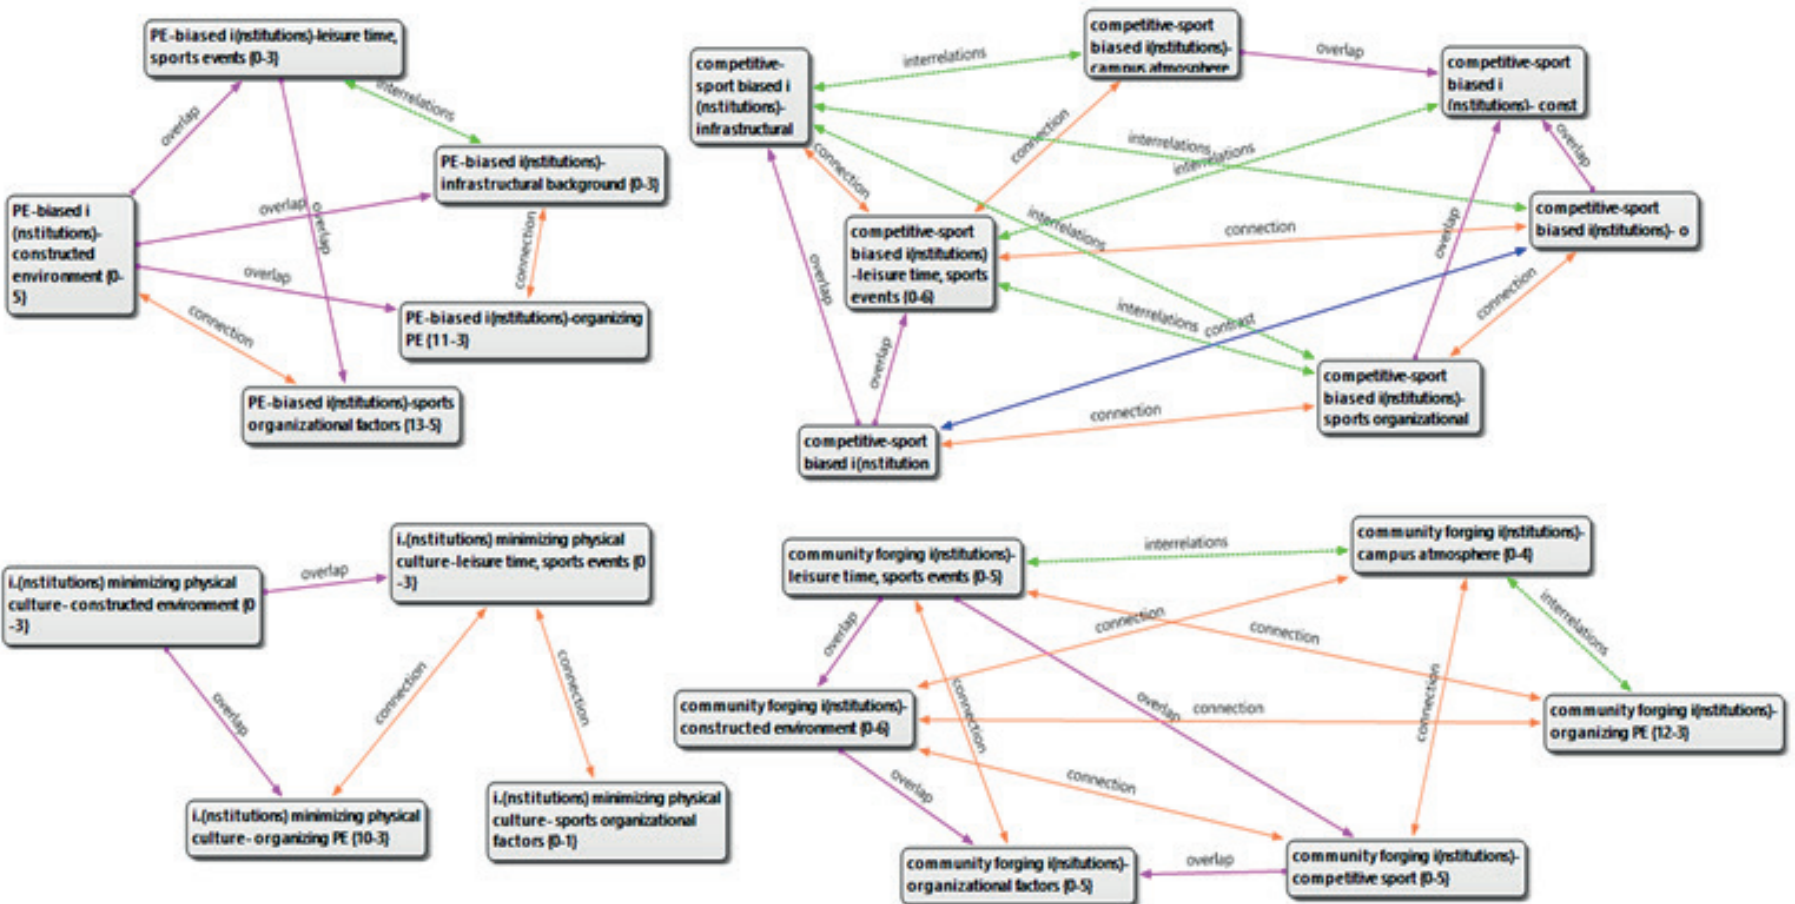 PE-biased i(nstitutions)-leisure time,
sports events {0-3}
overlap
interrelations
PE-biased i(nstitutions)-
infrastructural background {0-3}
PE-biased i
(nstitutions)-
constructed
environment {0-
5}
overlap
overlap
overlap
connection
connection
PE-biased i(nstitutions)-organizing
PE {11-3}
PE-biased i(nstitutions)-sports
organizational factors {13-5}
competitive-
sport biased i
(nstitutions)-
infrastructural
interrelations
competitive-sport
biased i(nstitutions)-
campus atmosphere
overlap
competitive-sport
biased i
(nstitutions)- const
connection
connection
interrelations
interrelations
overlap
competitive-sport
biased i(nstitutions)- o
competitive-sport
biased i(nstitutions)
-leisure time, sports
events {0-6}
interrelations
connection
overlap
overlap
connection
interrelations
contrast
overlap
competitive-sport
biased i(nstitutions)-
sports organizational
connection
competitive-sport
biased i(nstitution
i.(nstitutions) minimizing physical
culture- constructed environment {0
-3}
overlap
i.(nstitutions) minimizing physical
culture-leisure time, sports events {0
-3}
overlap
connection
connection
i.(nstitutions) minimizing physical
culture- organizing PE {10-3}
i.(nstitutions) minimizing physical
culture- sports organizational
factors {0-1}
community forging i(nstitutions)-
leisure time, sports events {0-5}
interrelations
community forging i(nstitutions)-
campus atmosphere {0-4}
overlap
connection
connection
interrelations
community forging i(nstitutions)-
constructed environment {0-6}
connection
overlap
connection
connection
community forging i(nstitutions)-
organizing PE {12-3}
overlap
connection
community forging i(nsitutions)-
organizational factors {0-5}
overlap
community forging i(nstitutions)-
competitive sport {0-5}